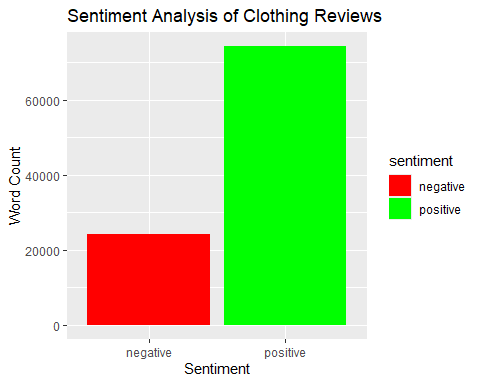 Sentiment Analysis of Clothing Reviews
Word Count
60000
40000
20000
0
negative
positive
Sentiment
sentiment
negative
positive